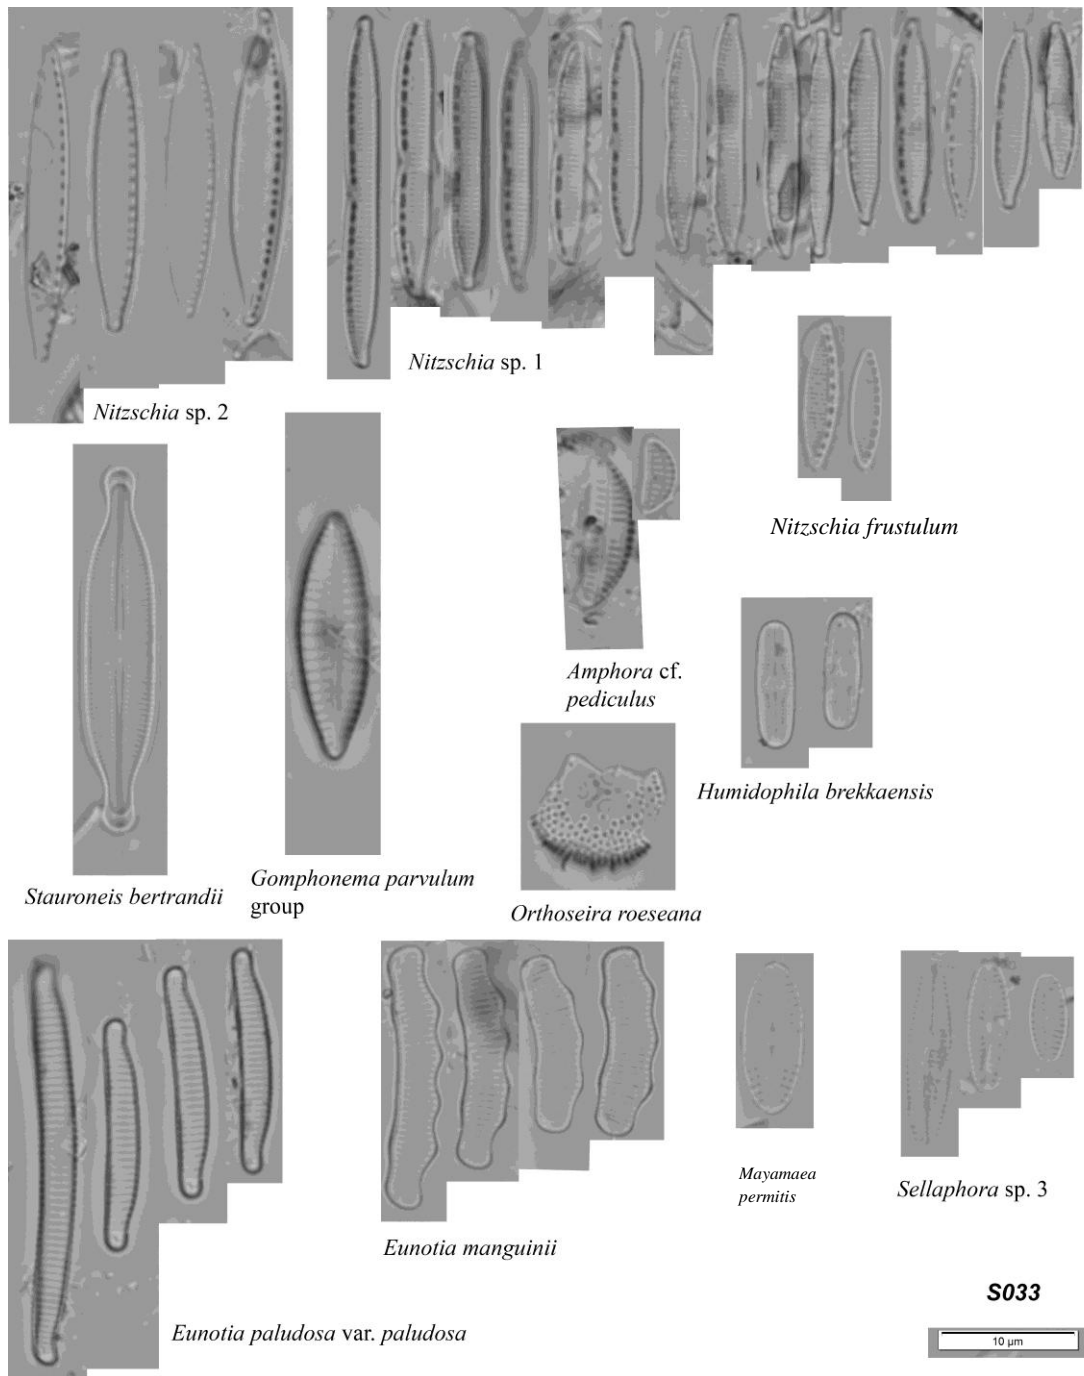 Nitzschia sp. 1
Nitzschia sp. 2
Nitzschia frustulum
Amphora cf.
pediculus
Humidophila brekkaensis
Stauroneis bertrandii
Gomphonema parvulum
group
Orthoseira roeseana
Mayamaea
permitis
Sellaphora sp. 3
Eunotia manguinii
Eunotia paludosa var. paludosa
S033
10 µm